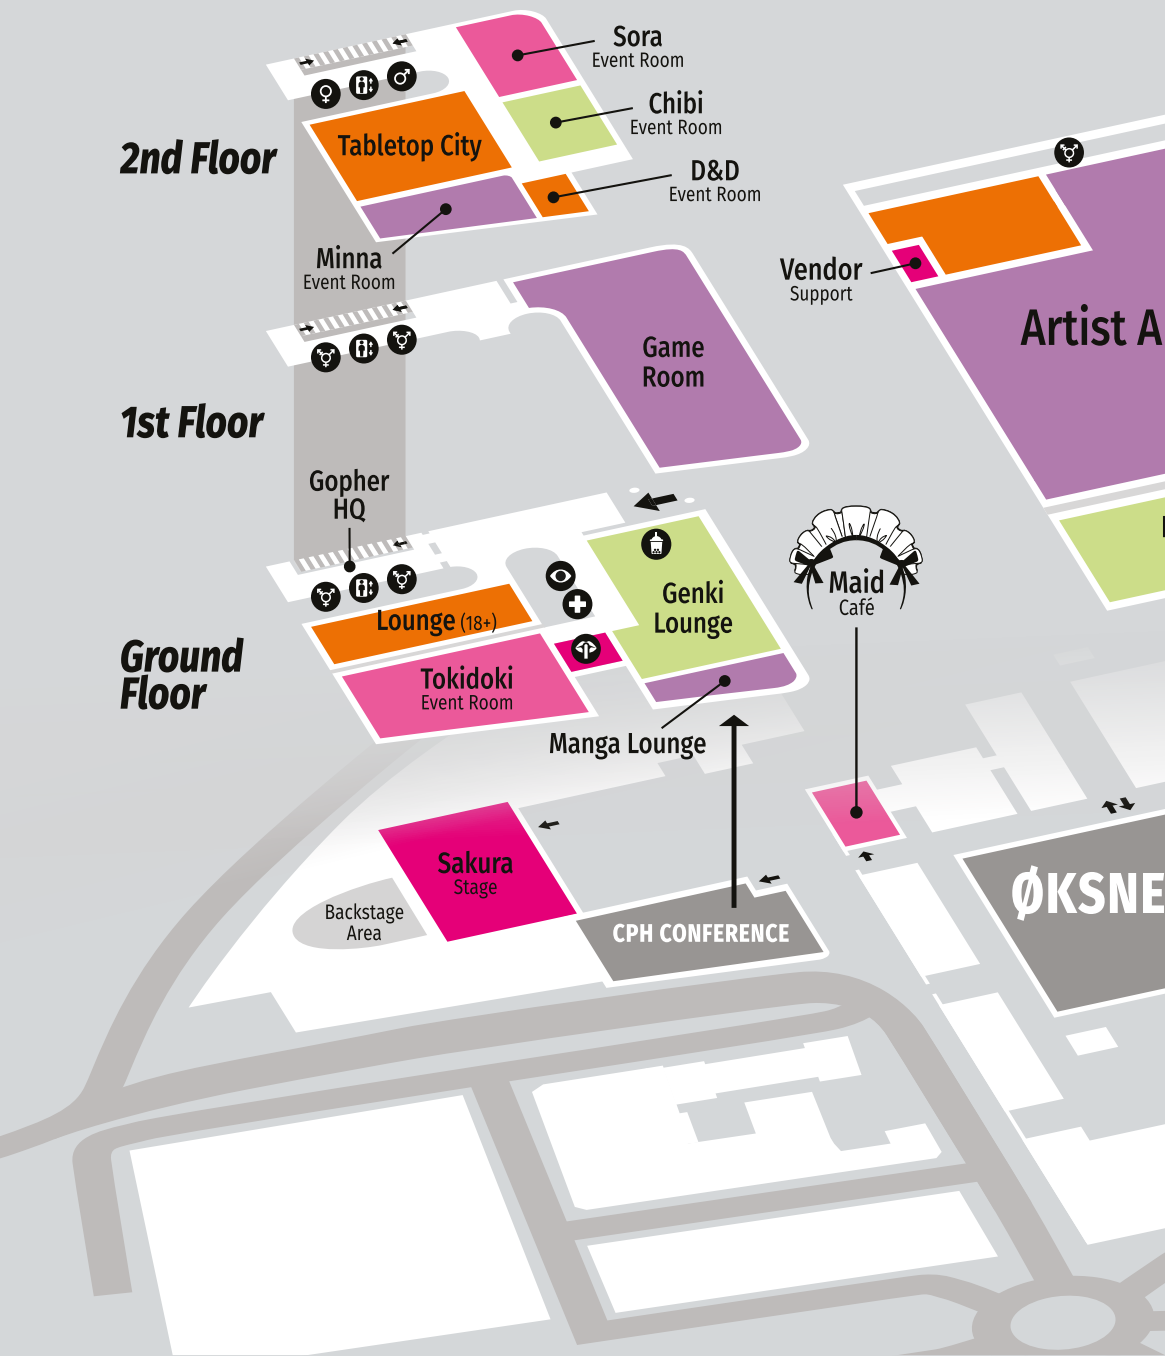 Sora
Event Room
Chibi
Event Room
Tabletop City
2nd Floor
D&D
Event Room
Minna
Event Room
Vendor
Support
Artist A
Game
Room
1st Floor
Gopher
HQ
Maid
Café
Genki
Lounge
Lounge (18+)
Ground
Floor
Tokidoki
Event Room
Manga Lounge
Sakura
Stage
Backstage
Area
CPH CONFERENCE
ØKSNE